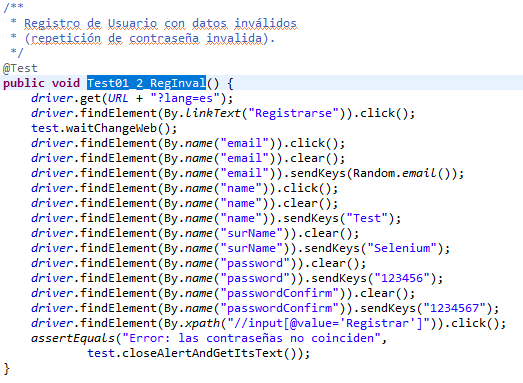 /**
 * Registro de Usuario con datos inválidos
 * (repetición de contraseña invalida).
 */
@Test
public void Test01_2_RegInval() {
    driver.get(URL + "?lang=es");
    driver.findElement(By.linkText("Registrarse")).click();
    test.waitChangeWeb();
    driver.findElement(By.name("email")).click();
    driver.findElement(By.name("email")).clear();
    driver.findElement(By.name("email")).sendKeys(Random.email());
    driver.findElement(By.name("name")).click();
    driver.findElement(By.name("name")).clear();
    driver.findElement(By.name("name")).sendKeys("Test");
    driver.findElement(By.name("surName")).clear();
    driver.findElement(By.name("surName")).sendKeys("Selenium");
    driver.findElement(By.name("password")).clear();
    driver.findElement(By.name("password")).sendKeys("123456");
    driver.findElement(By.name("passwordConfirm")).clear();
    driver.findElement(By.name("passwordConfirm")).sendKeys("1234567");
    driver.findElement(By.xpath("//input[@value='Registrar']")).click();
    assertEquals("Error: las contraseñas no coinciden",
            test.closeAlertAndGetItsText());
}